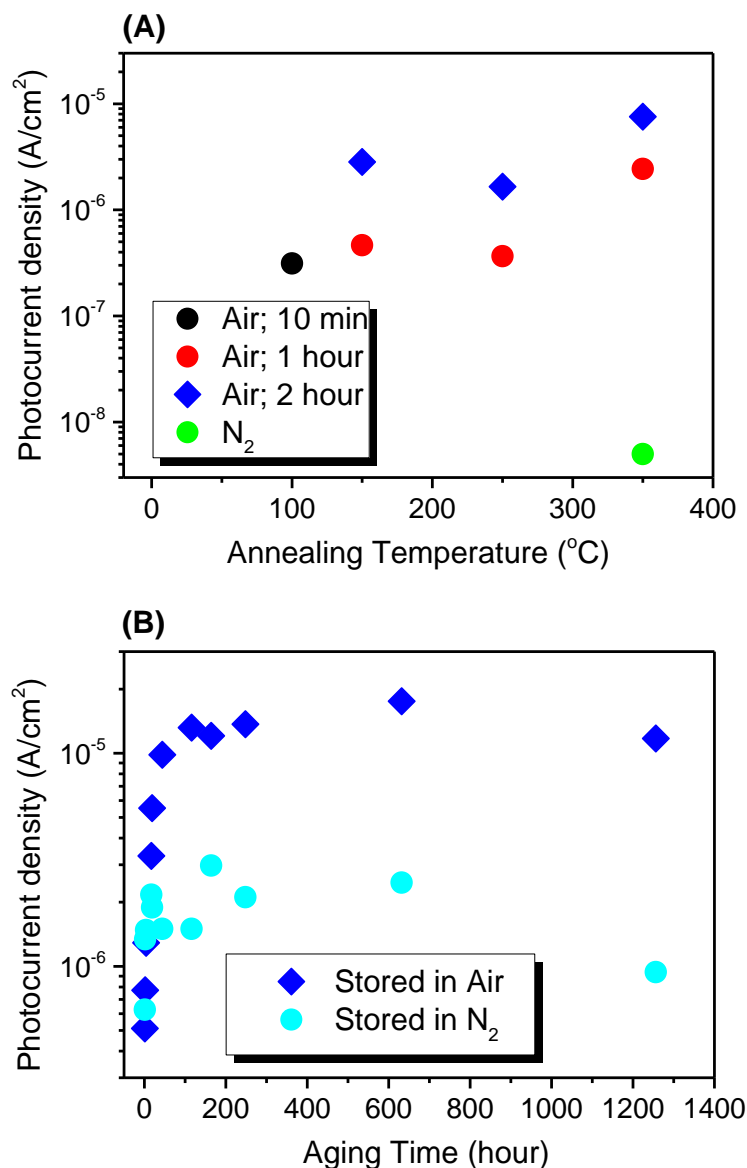 (A)
Photocurrent density (A/cm²)
10⁻⁵
10⁻⁶
10⁻⁷
10⁻⁸
Air; 10 min
Air; 1 hour
Air; 2 hour
N₂
0 100 200 300 400
Annealing Temperature (°C)
(B)
Photocurrent density (A/cm²)
10⁻⁵
10⁻⁶
Stored in Air
Stored in N₂
0 200 400 600 800 1000 1200 1400
Aging Time (hour)